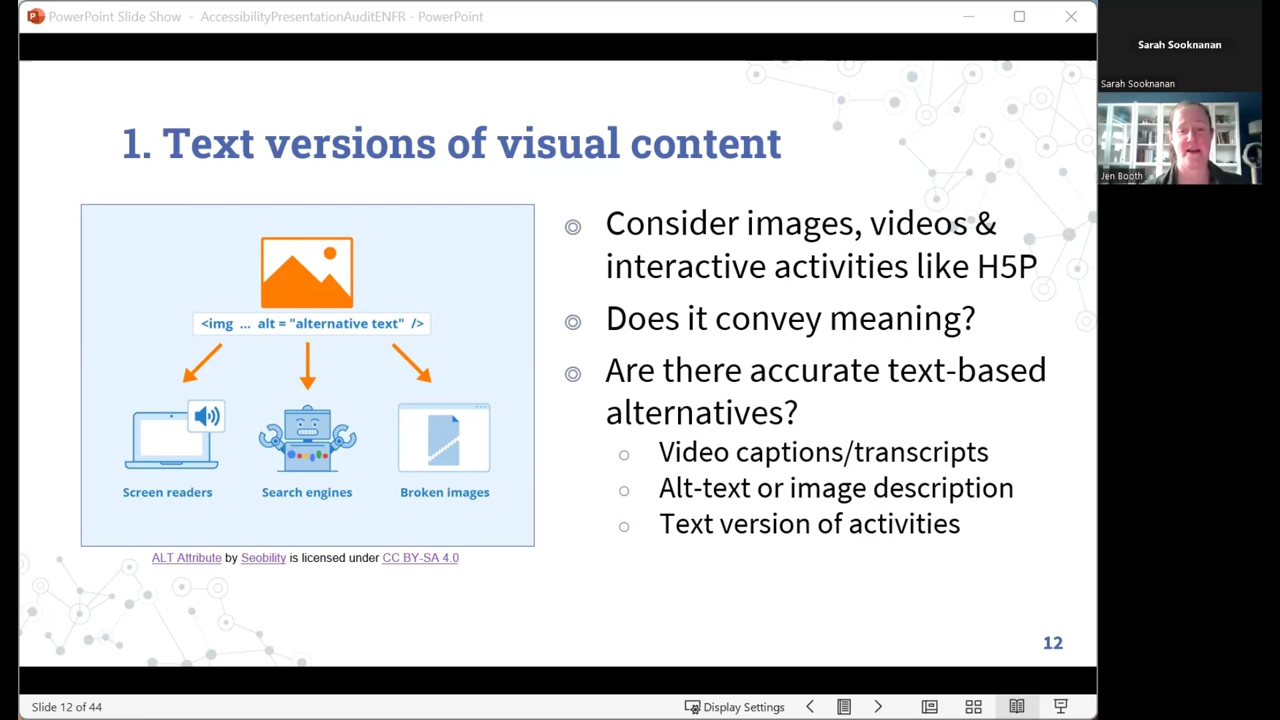 PowerPoint Slide Show - AccessibilityPresentationAuditENFR - PowerPoint
Sarah Sooknanan
Sarah Sooknanan
Jen Booth
1. Text versions of visual content
<img ... alt = "alternative text" />
Screen readers
Search engines
Broken images
ALT Attribute by Seobility is licensed under CC BY-SA 4.0
Consider images, videos &
interactive activities like H5P
Does it convey meaning?
Are there accurate text-based
alternatives?
Video captions/transcripts
Alt-text or image description
Text version of activities
12
Slide 12 of 44
Display Settings